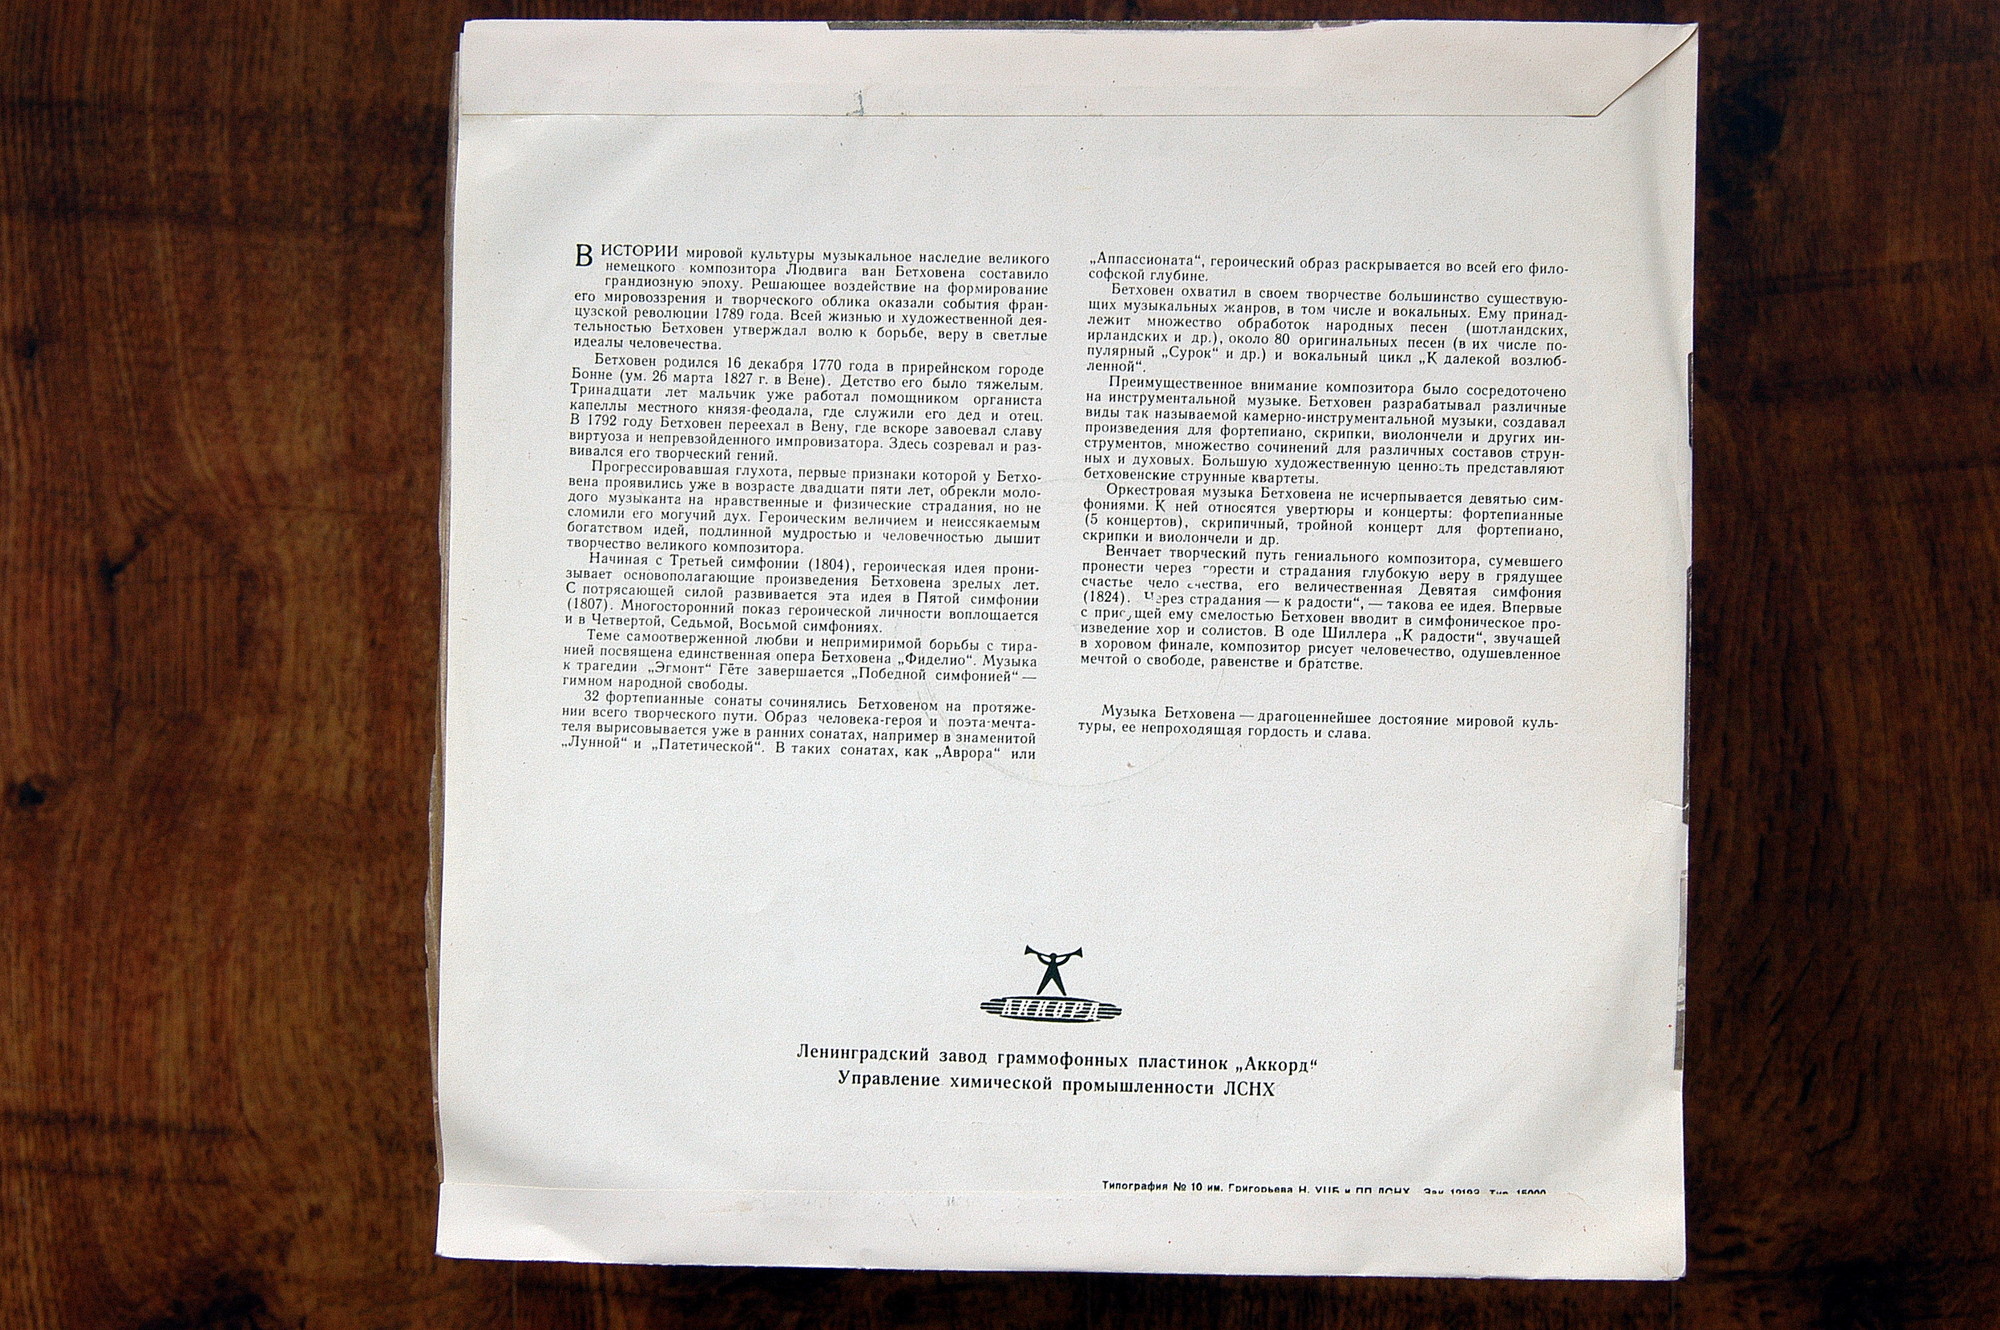 В ИСТОРИИ мировой культуры музыкальное наследие великого
немецкого композитора Людвига ван Бетховена составило
грандиозную эпоху. Решающее воздействие на формирование
его мировоззрения и творческого облика оказали события фран-
цузской революции 1789 года. Всей жизнью и художественной дея-
тельностью Бетховен утверждал волю к борьбе, веру в светлые
идеалы человечества.
Бетховен родился 16 декабря 1770 года в прирейнском городе
Бонне (ум. 26 марта 1827 г. в Вене). Детство его было тяжелым.
Тринадцати лет мальчик уже работал помощником органиста
капеллы местного князя-феодала, где служили его дед и отец.
В 1792 году Бетховен переехал в Вену, где вскоре завоевал славу
виртуоза и непревзойденного импровизатора. Здесь созревал и раз-
вивался его творческий гений.
Прогрессировавшая глухота, первые признаки которой у Бетхо-
вена проявились уже в возрасте двадцати пяти лет, обрекли моло-
дого музыканта на нравственные и физические страдания, но не
сломили его могучий дух. Героическим величием и неиссякаемым
богатством идей, подлинной мудростью и человечностью дышит
творчество великого композитора.
Начиная с Третьей симфонии (1804), героическая идея прони-
зывает основополагающие произведения Бетховена зрелых лет.
С потрясающей силой развивается эта идея в Пятой симфонии
(1807). Многосторонний показ героической личности воплощается
и в Четвертой, Седьмой, Восьмой симфониях.
Теме самоотверженной любви и непримиримой борьбы с тира-
нией посвящена единственная опера Бетховена „Фиделио“. Музыка
к трагедии „Эгмонт“ Гёте завершается „Победной симфонией“ —
гимном народной свободы.
32 фортепианные сонаты сочинялись Бетховеном на протяже-
нии всего творческого пути. Образ человека-героя и поэта-мечта-
теля вырисовывается уже в ранних сонатах, например в знаменитой
„Лунной“ и „Патетической“. В таких сонатах, как „Аврора“ или
„Аппассионата“, героический образ раскрывается во всей его фило-
софской глубине.
Бетховен охватил в своем творчестве большинство существую-
щих музыкальных жанров, в том числе и вокальных. Ему принад-
лежит множество обработок народных песен (шотландских,
ирландских и др.), около 80 оригинальных песен (в их числе по-
пулярный „Сурок“ и др.) и вокальный цикл „К далекой возлюб-
ленной“.
Преимущественное внимание композитора было сосредоточено
на инструментальной музыке. Бетховен разрабатывал различные
виды так называемой камерно-инструментальной музыки, создавал
произведения для фортепиано, скрипки, виолончели и других ин-
струментов, множество сочинений для различных составов струн-
ных и духовых. Большую художественную ценность представляют
бетховенские струнные квартеты.
Оркестровая музыка Бетховена не исчерпывается девятью сим-
фониями. К ней относятся увертюры и концерты: фортепианные
(5 концертов), скрипичный, тройной концерт для фортепиано,
скрипки и виолончели и др.
Венчает творческий путь гениального композитора, сумевшего
пронести через горести и страдания глубокую веру в грядущее
счастье человечества, его величественная Девятая симфония
(1824). „Через страдания — к радости“, — такова ее идея. Впервые
с присущей ему смелостью Бетховен вводит в симфоническое про-
изведение хор и солистов. В оде Шиллера „К радости“, звучащей
в хоровом финале, композитор рисует человечество, одушевленное
мечтой о свободе, равенстве и братстве.
Музыка Бетховена — драгоценнейшее достояние мировой куль-
туры, ее непроходящая гордость и слава.
АККОРД
Ленинградский завод граммофонных пластинок „Аккорд“
Управление химической промышленности ЛСНХ
Типография № 10 им. Григорьева Н. УЦБ и ПП ЛСНХ